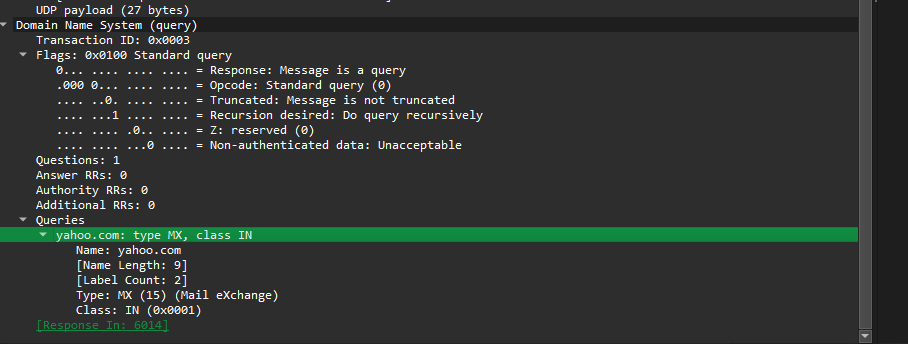 UDP payload (27 bytes)
Domain Name System (query)
Transaction ID: 0x0003
Flags: 0x0100 Standard query
0... .... .... .... = Response: Message is a query
.000 0... .... .... = Opcode: Standard query (0)
.... ..0. .... .... = Truncated: Message is not truncated
.... ...1 .... .... = Recursion desired: Do query recursively
.... .... .0.. .... = Z: reserved (0)
.... .... ...0 .... = Non-authenticated data: Unacceptable
Questions: 1
Answer RRs: 0
Authority RRs: 0
Additional RRs: 0
Queries
yahoo.com: type MX, class IN
Name: yahoo.com
[Name Length: 9]
[Label Count: 2]
Type: MX (15) (Mail eXchange)
Class: IN (0x0001)
[Response In: 6014]